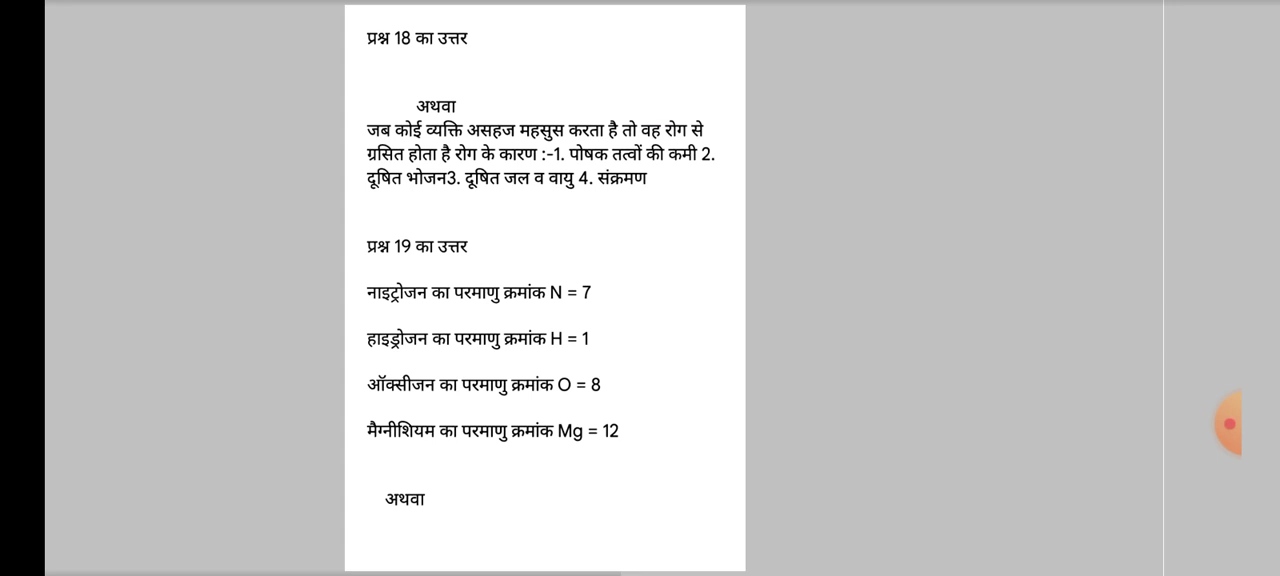 प्रश्न 18 का उत्तर
अथवा
जब कोई व्यक्ति असहज महसुस करता है तो वह रोग से
ग्रसित होता है रोग के कारण :-1. पोषक तत्वों की कमी 2.
दूषित भोजन3. दूषित जल व वायु 4. संक्रमण
प्रश्न 19 का उत्तर
नाइट्रोजन का परमाणु क्रमांक N = 7
हाइड्रोजन का परमाणु क्रमांक H = 1
ऑक्सीजन का परमाणु क्रमांक O = 8
मैग्नीशियम का परमाणु क्रमांक Mg = 12
अथवा